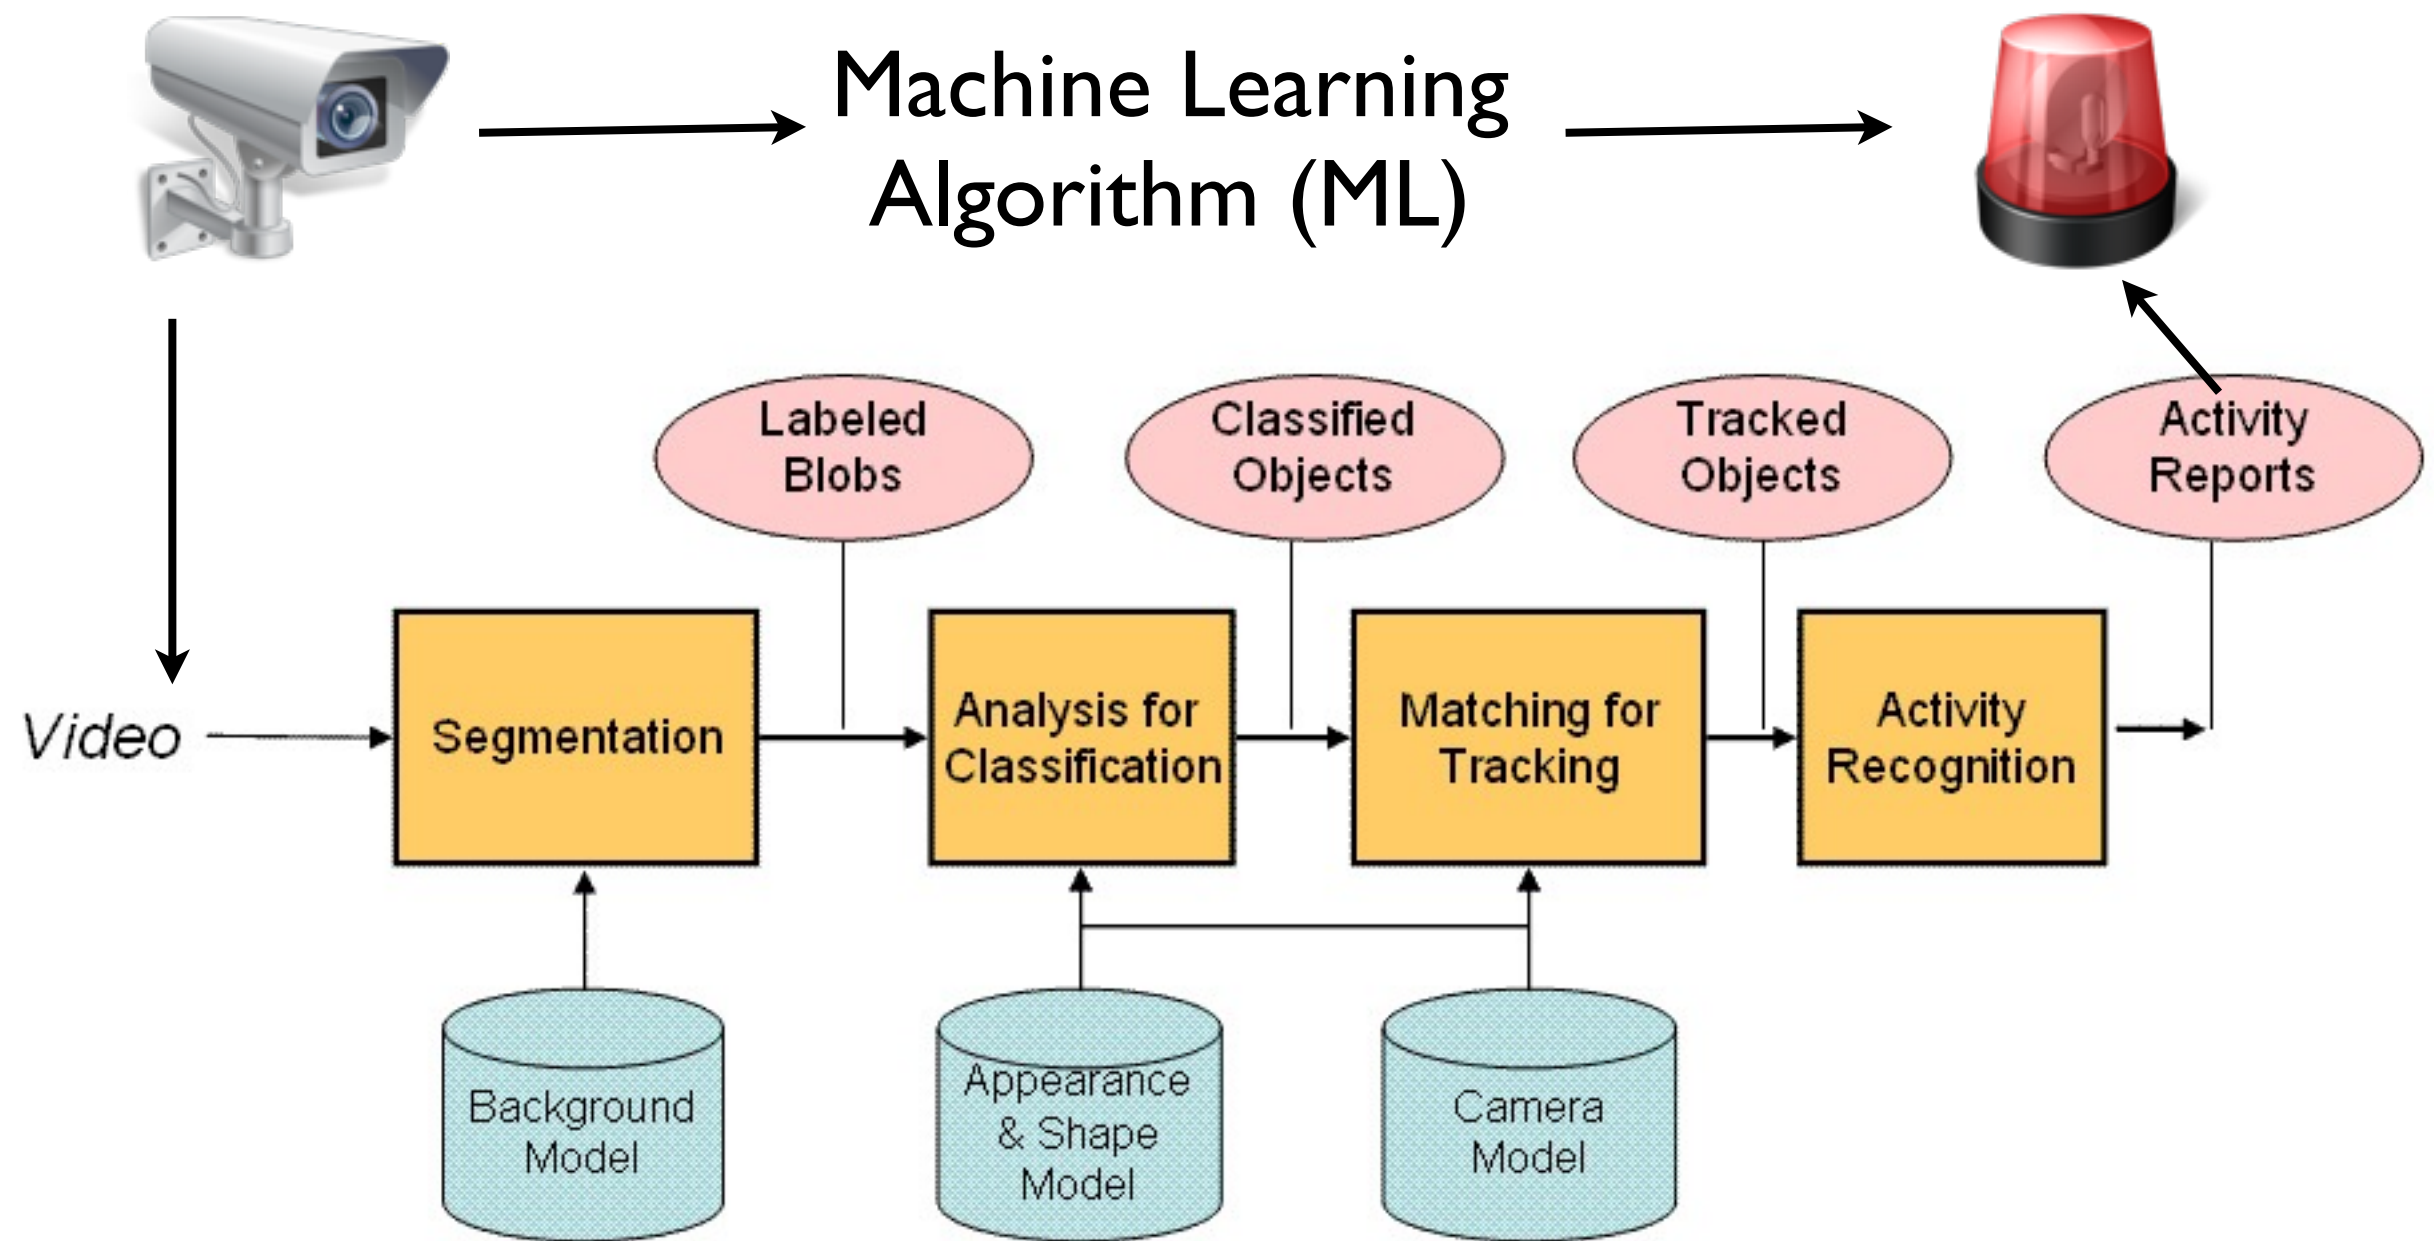 Machine Learning
Algorithm (ML)
Labeled
Blobs
Classified
Objects
Tracked
Objects
Activity
Reports
Video
Segmentation
Analysis for
Classification
Matching for
Tracking
Activity
Recognition
Background
Model
Appearance
& Shape
Model
Camera
Model